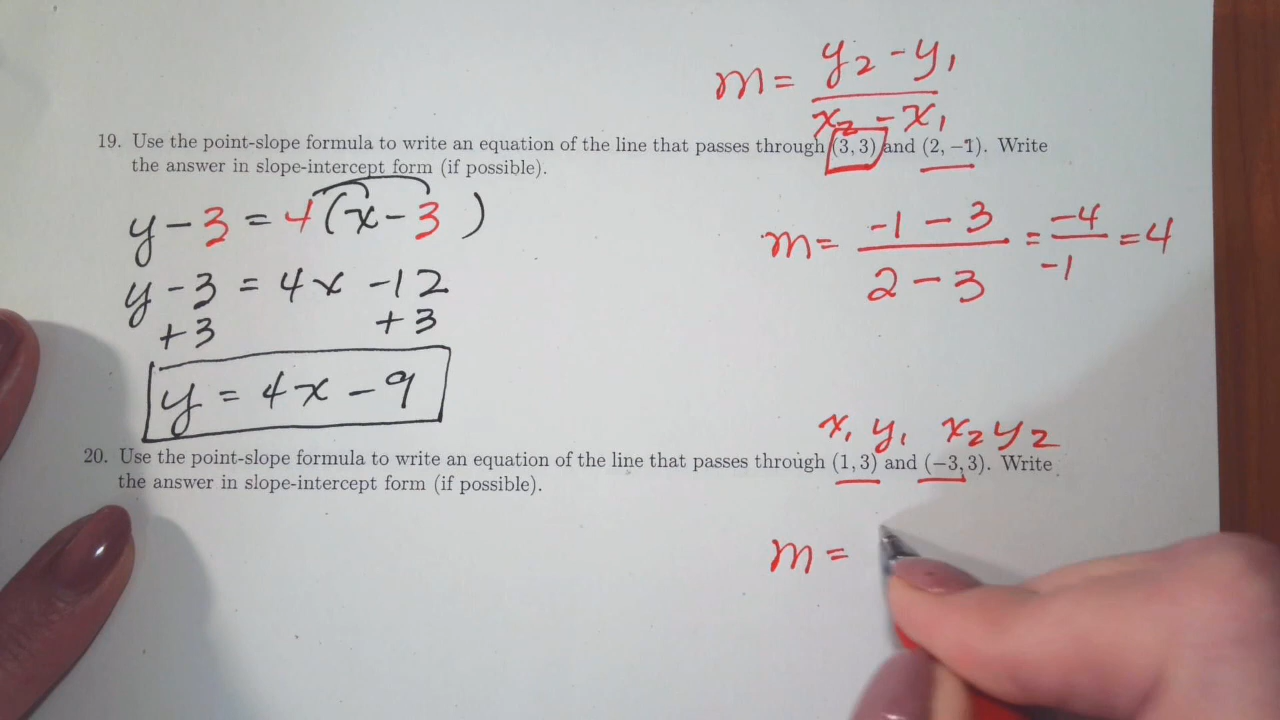 m = y₂ - y₁ / x₂ - x₁
19. Use the point-slope formula to write an equation of the line that passes through (3, 3) and (2, −1). Write
the answer in slope-intercept form (if possible).
y - 3 = 4(x - 3)
m = -1 - 3 / 2 - 3 = -4 / -1 = 4
y - 3 = 4x - 12
+3 +3
y = 4x - 9
x₁ y₁ x₂ y₂
20. Use the point-slope formula to write an equation of the line that passes through (1, 3) and (−3, 3). Write
the answer in slope-intercept form (if possible).
m =